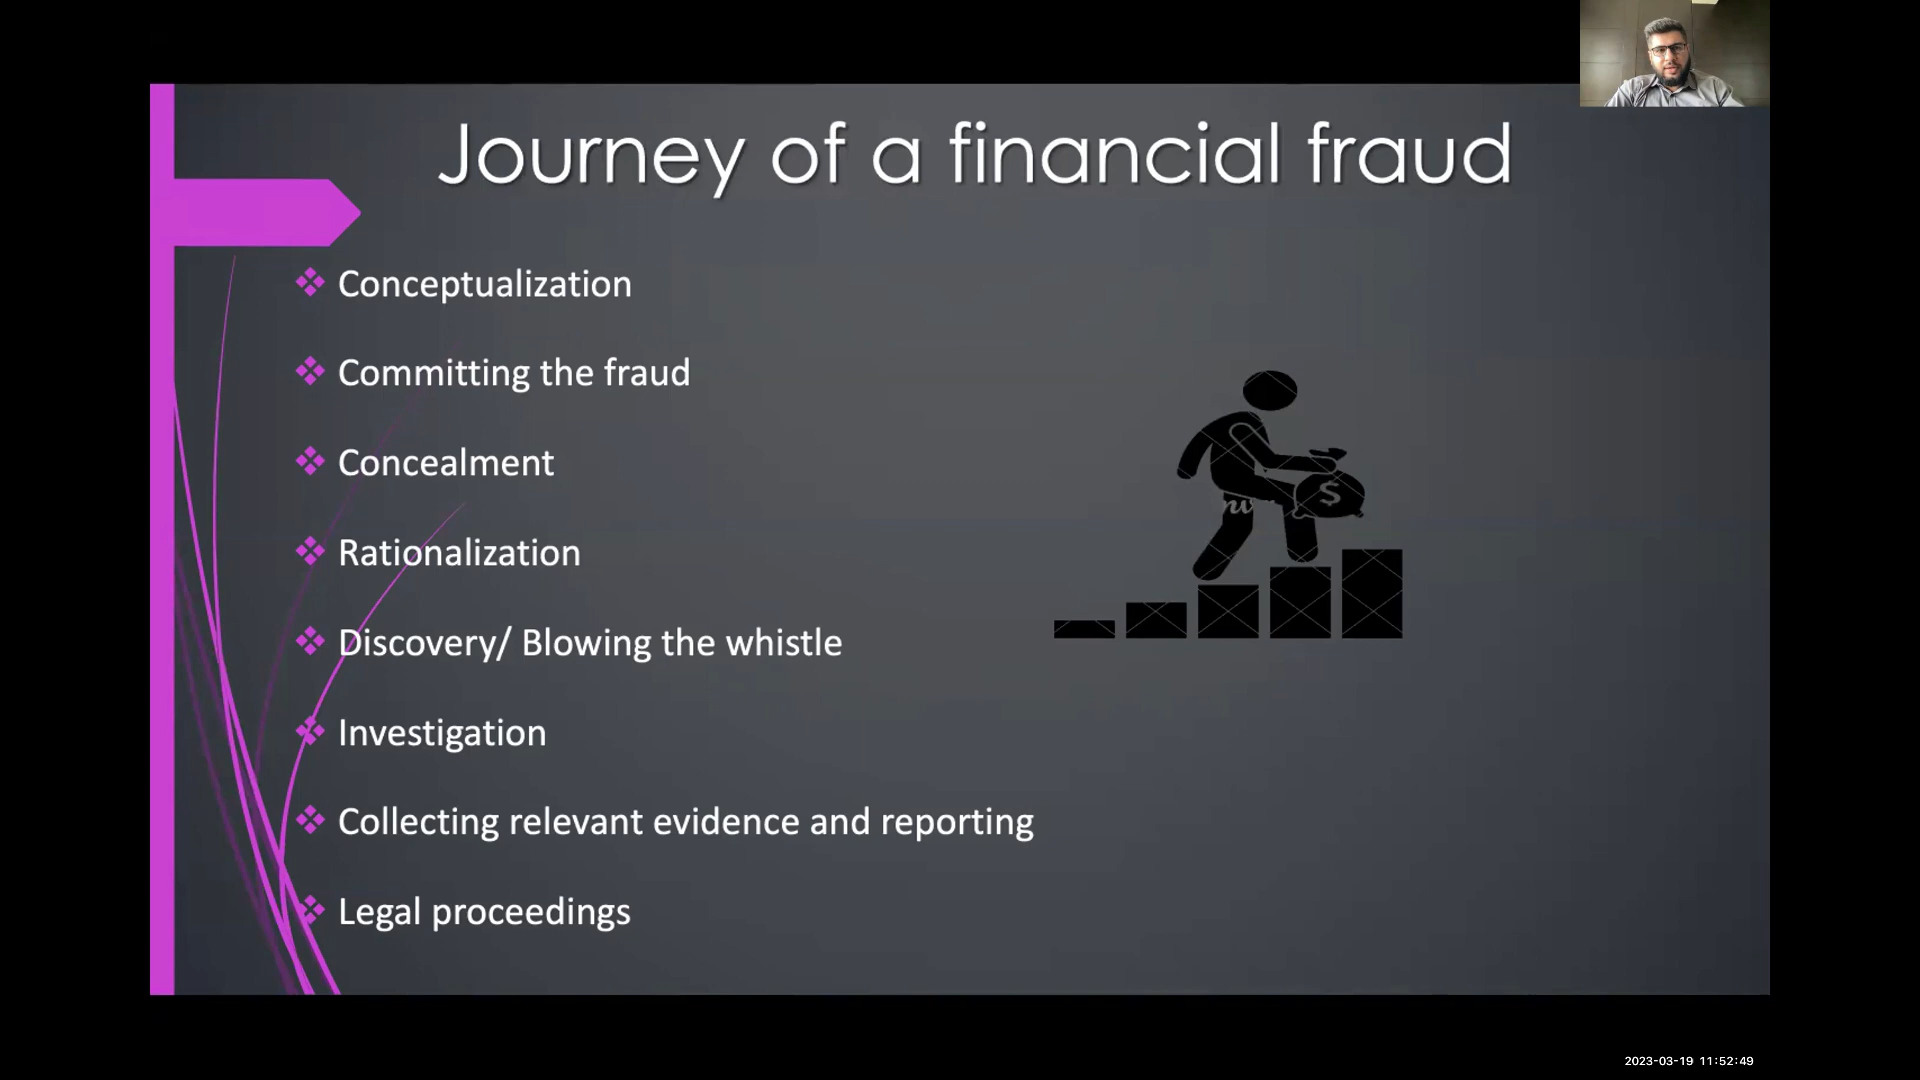 Journey of a financial fraud
Conceptualization
Committing the fraud
Concealment
Rationalization
Discovery/ Blowing the whistle
Investigation
Collecting relevant evidence and reporting
Legal proceedings
$
2023-03-19 11:52:49